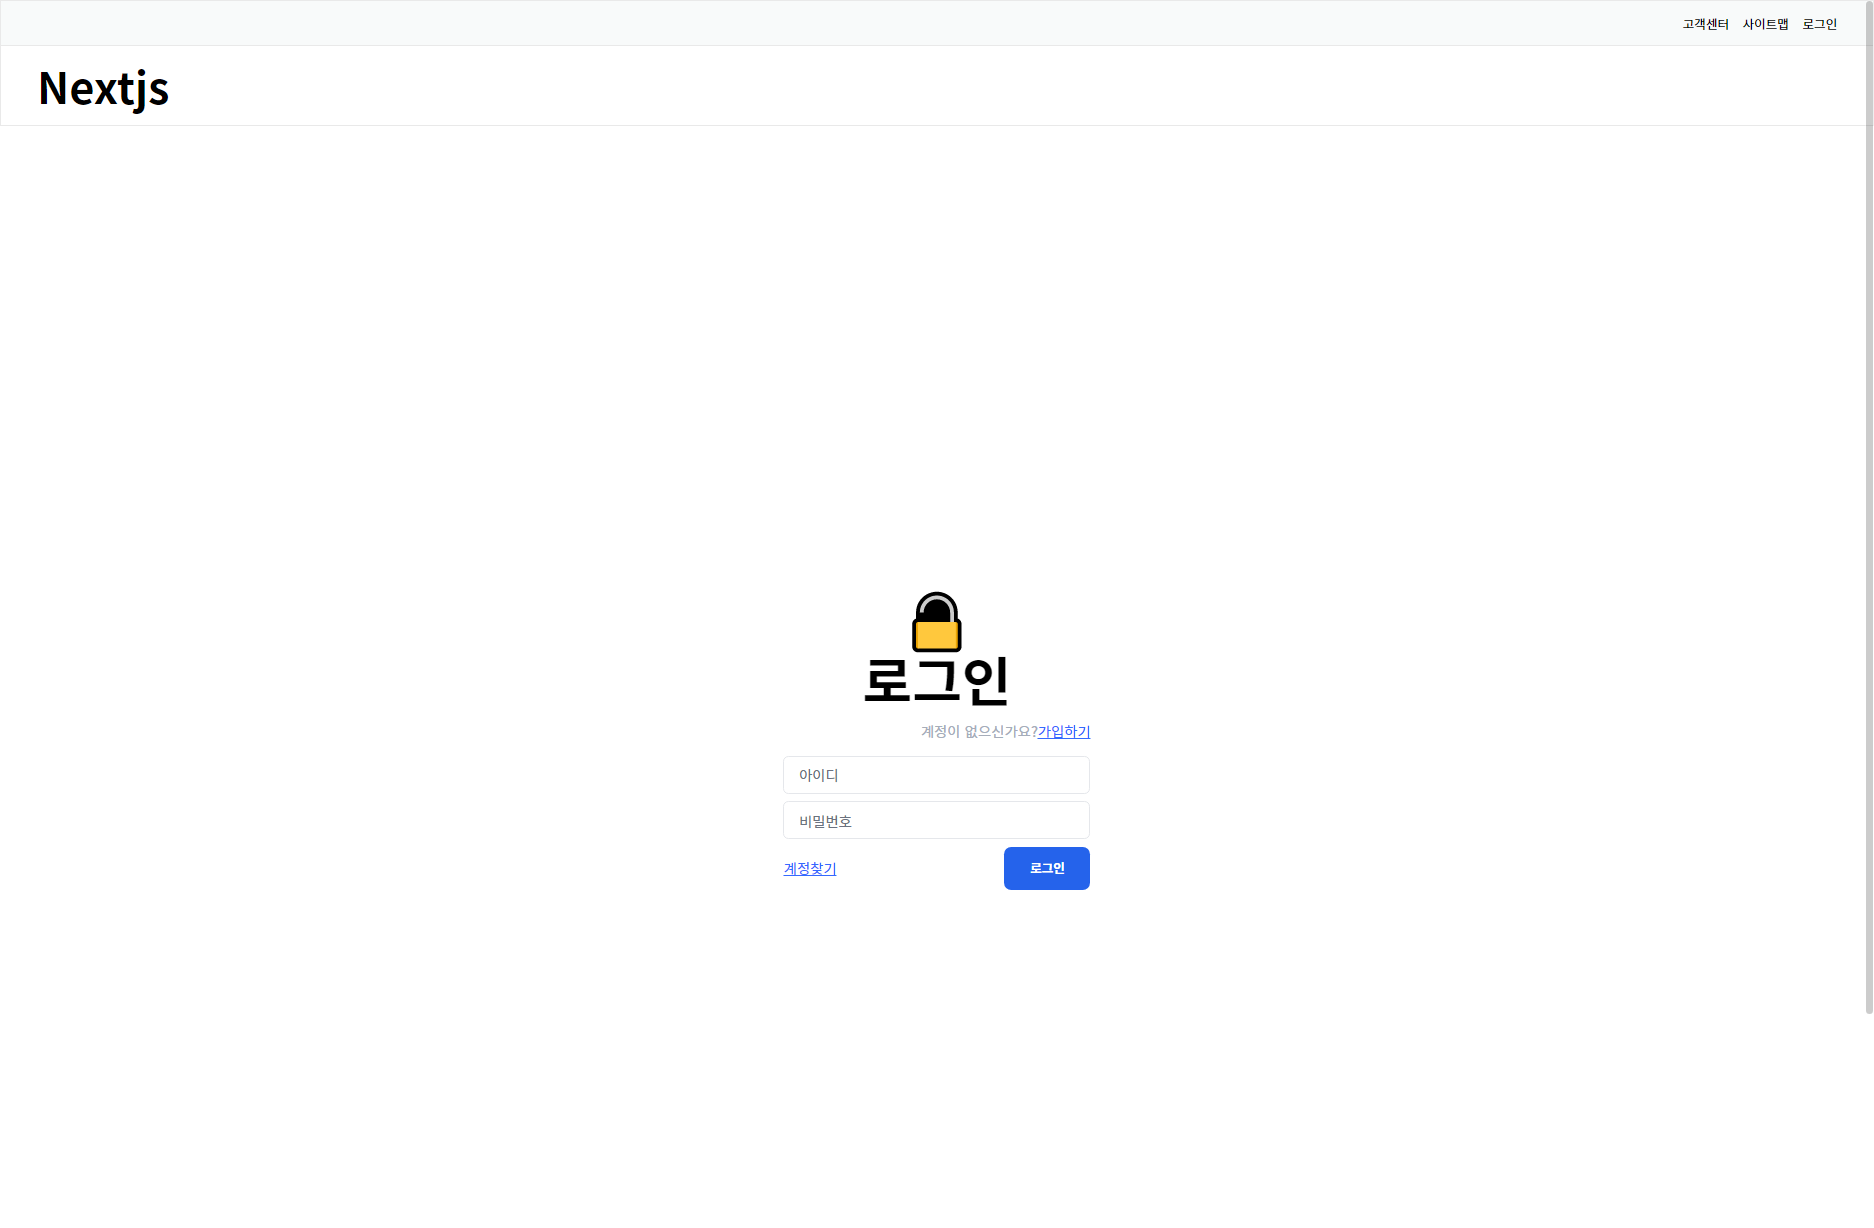 고객센터 사이트맵 로그인
Nextjs
로그인
계정이 없으신가요?가입하기
아이디
비밀번호
계정찾기 로그인